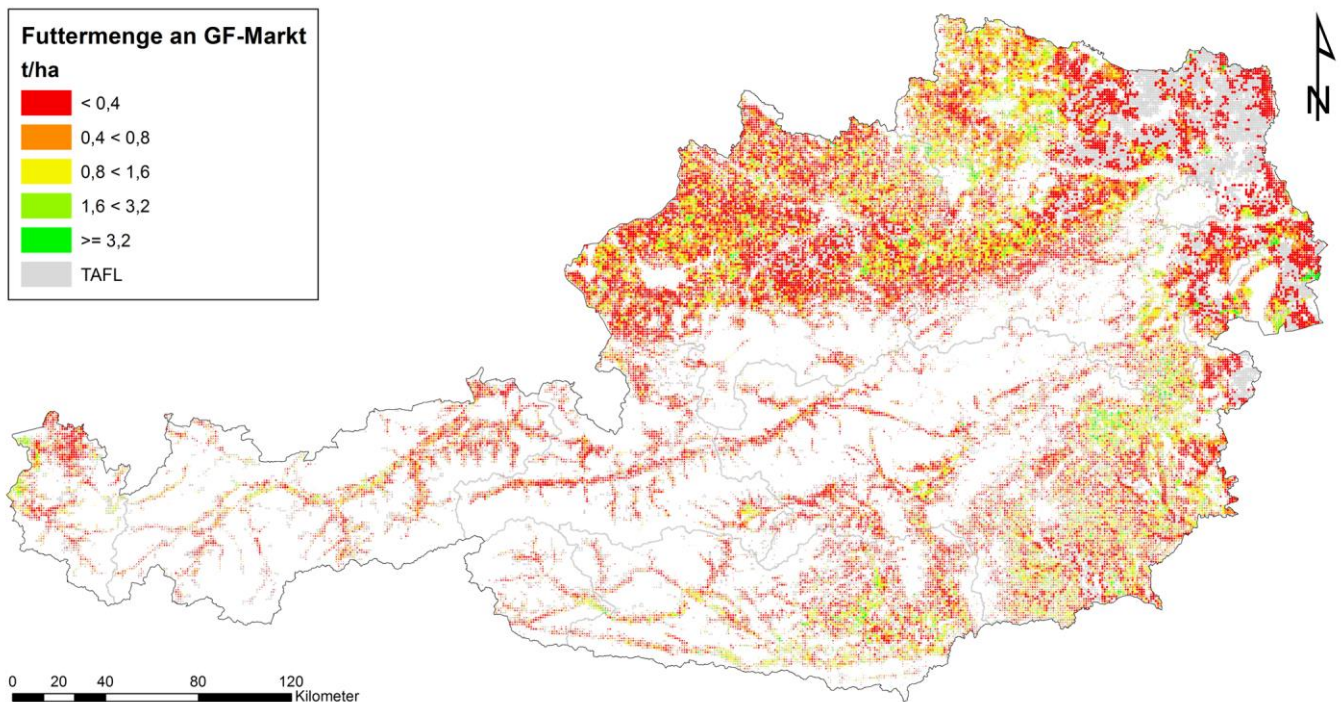 Futtermenge an GF-Markt
t/ha
< 0,4
0,4 < 0,8
0,8 < 1,6
1,6 < 3,2
>= 3,2
TAFL
N
0 20 40 80 120
Kilometer